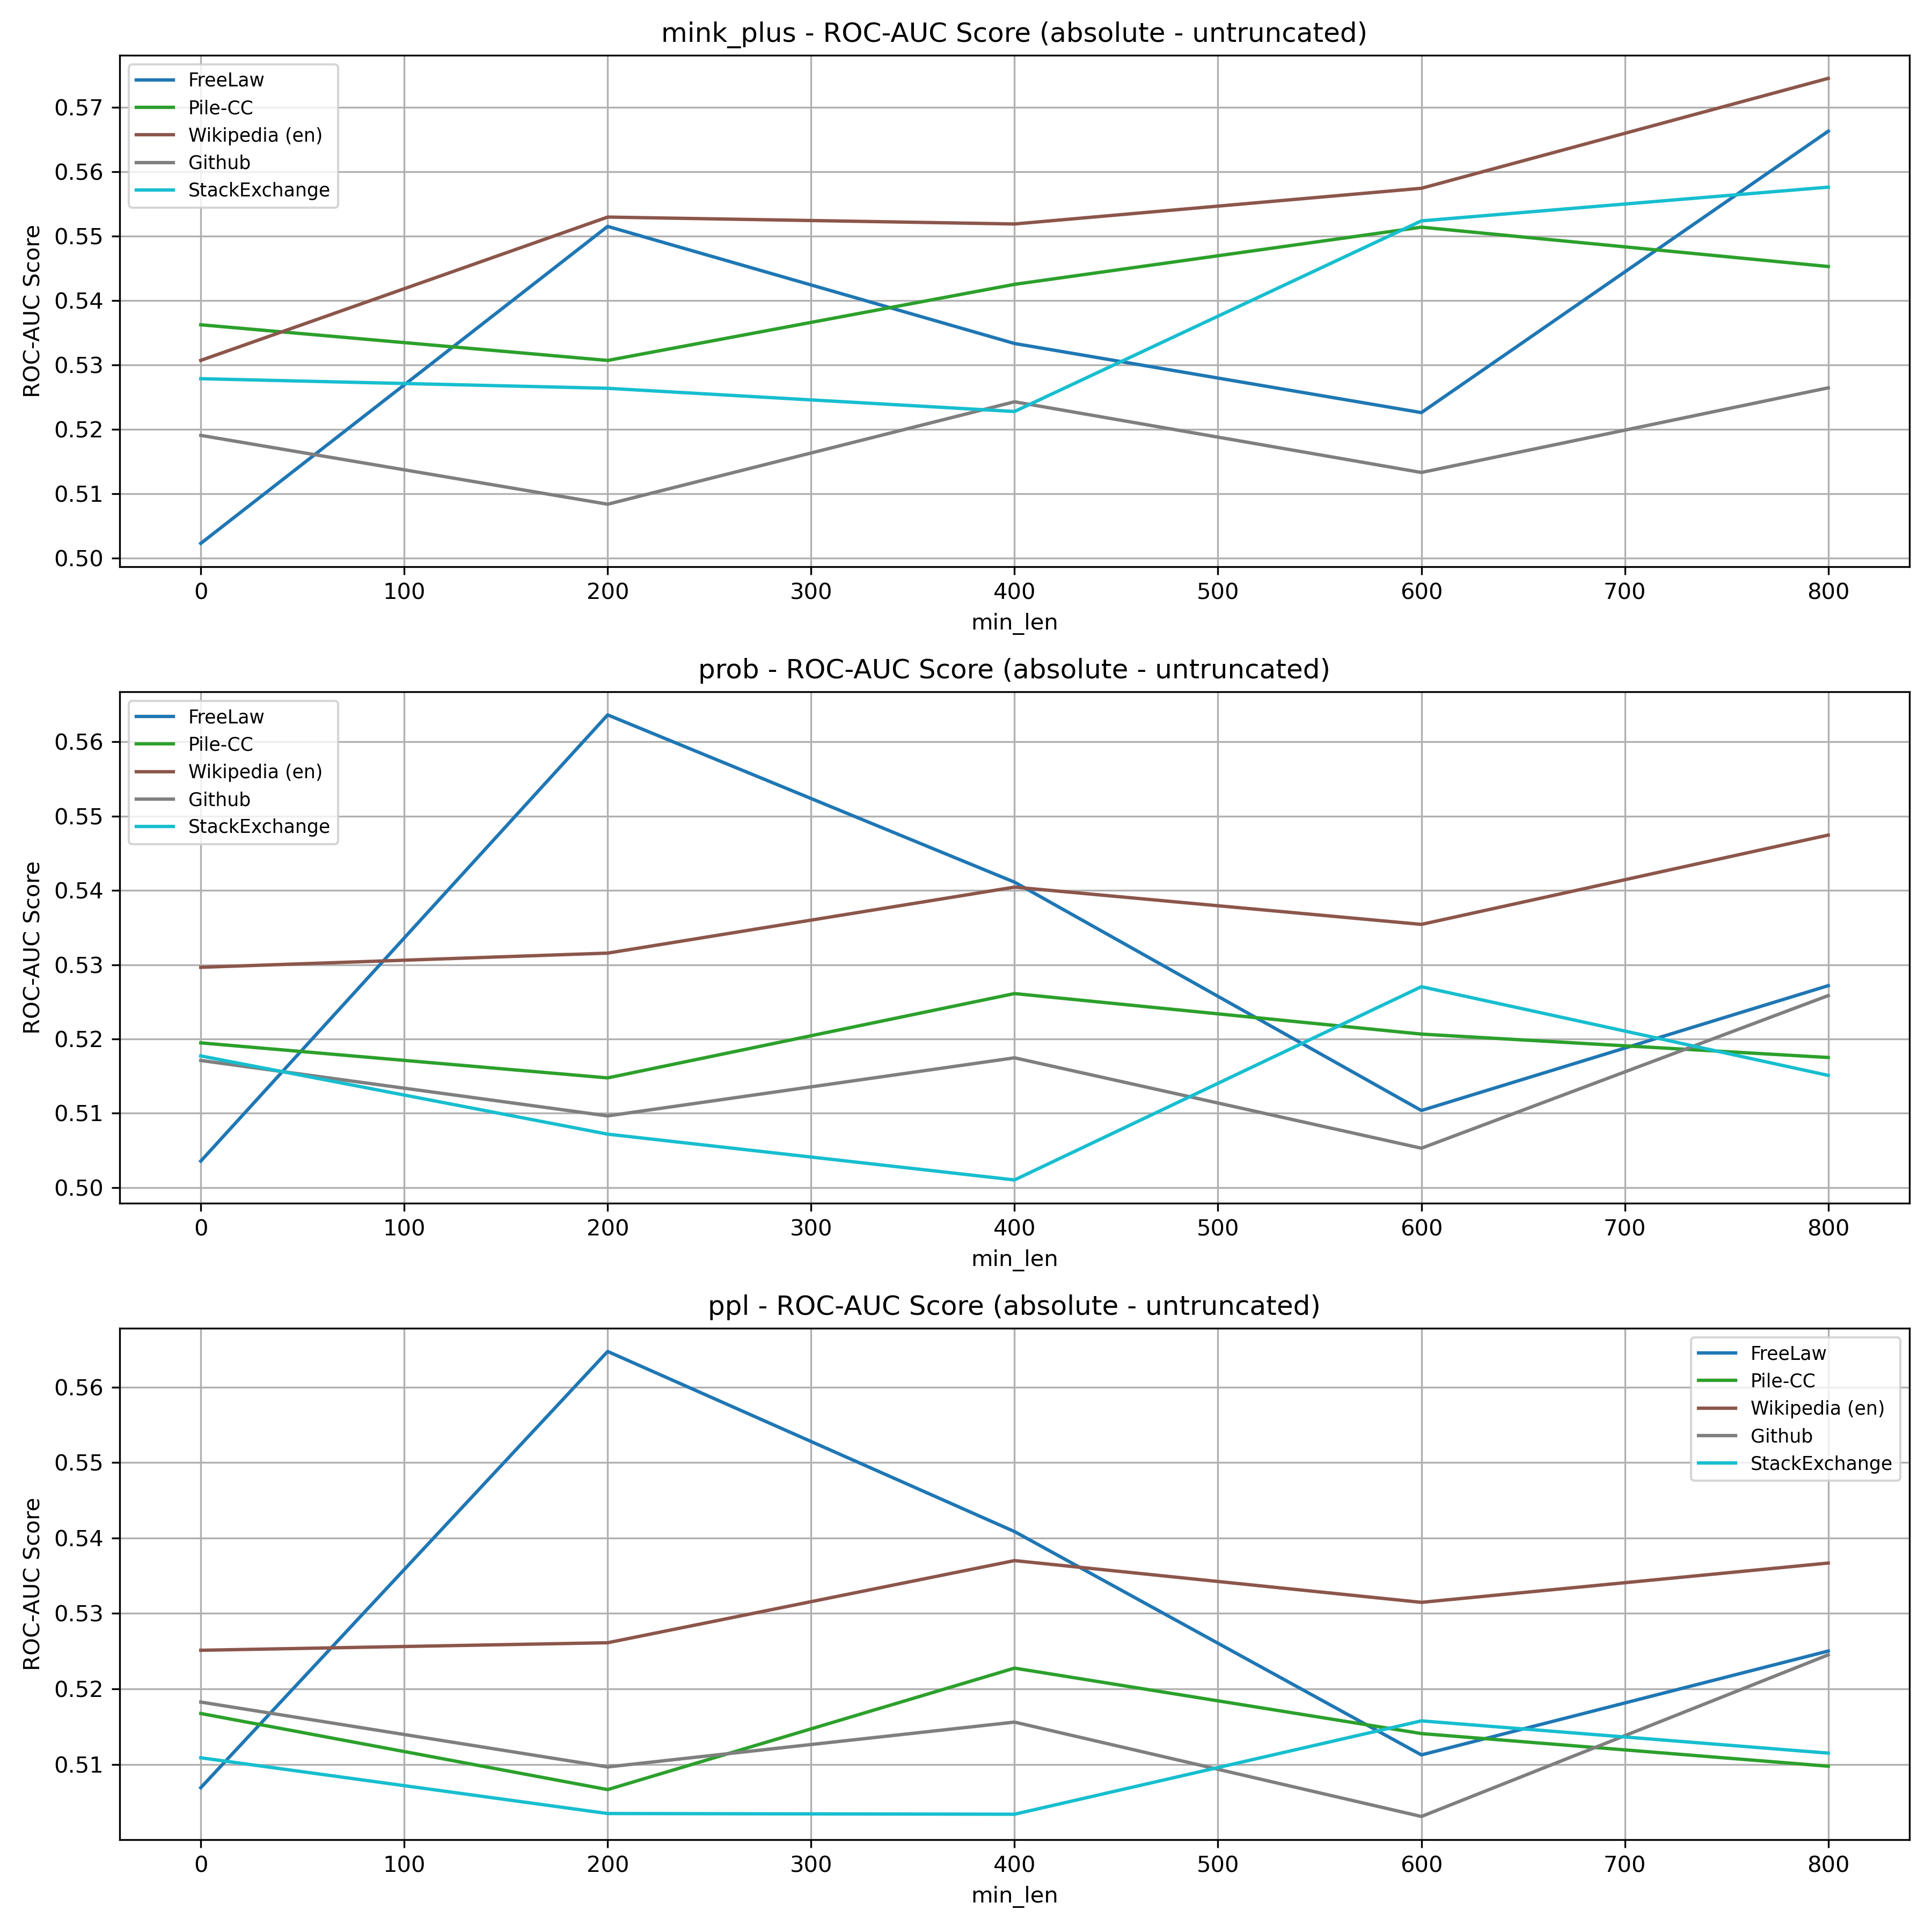 mink_plus - ROC-AUC Score (absolute - untruncated)
FreeLaw
Pile-CC
Wikipedia (en)
Github
StackExchange
ROC-AUC Score
0.57
0.56
0.55
0.54
0.53
0.52
0.51
0.50
0 100 200 300 400 500 600 700 800
min_len
prob - ROC-AUC Score (absolute - untruncated)
FreeLaw
Pile-CC
Wikipedia (en)
Github
StackExchange
ROC-AUC Score
0.56
0.55
0.54
0.53
0.52
0.51
0.50
0 100 200 300 400 500 600 700 800
min_len
ppl - ROC-AUC Score (absolute - untruncated)
FreeLaw
Pile-CC
Wikipedia (en)
Github
StackExchange
ROC-AUC Score
0.56
0.55
0.54
0.53
0.52
0.51
0 100 200 300 400 500 600 700 800
min_len